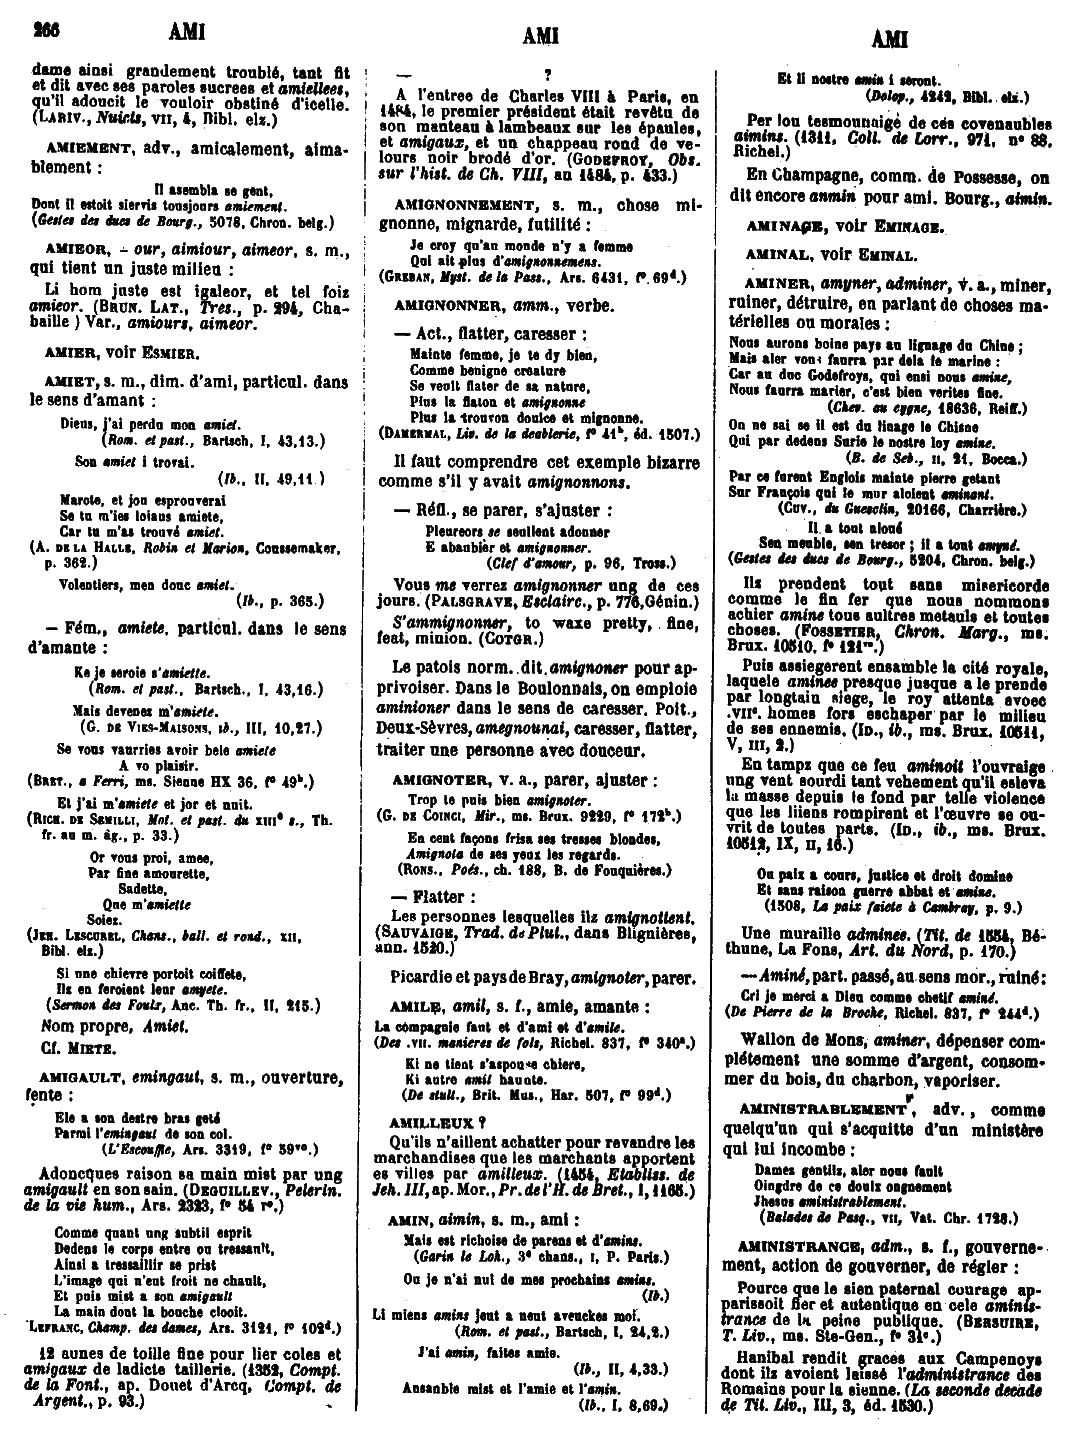 266 AMI AMI AMI
dame ainsi grandement troublé, tant fit
et dit avec ses paroles sucrees et amiellees,
qu'il adoucit le vouloir obstiné d'icelle.
(LARIV., Nuicts, VII, 4, Bibl. elz.)
AMIEMENT, adv., amicalement, aima-
blement :
Il asembla se gent,
Dont il estoit siervis tousjours amiement.
(Gestes des ducs de Bourg., 5078, Chron. belg.)
AMIEOR, - our, aimiour, aimeor, s. m.,
qui tient un juste milieu :
Li hom juste est igaleor, et tel foiz
amieor. (BRUN. LAT., Tres., p. 294, Cha-
baille ) Var., amiours, aimeor.
AMIER, voir ESMIER.
AMIET, s. m., dim. d'ami, particul. dans
le sens d'amant :
Dieus, j'ai perdu mon amiet.
(Rom. et past., Bartsch, I, 43,13.)
Son amiet i trovai.
(Ib., II, 49,11.)
Marote, et jou esprouverai
Se tu m'ies loiaus amiete,
Car tu m'as trouvé amiet.
(A. DE LA HALLE, Robin et Marion, Coussemaker,
p. 362.)
Volentiers, men douc amiet.
(Ib., p. 365.)
— Fém., amiete, particul. dans le sens
d'amante :
Ke je seroie s'amiette.
(Rom. et past., Bartsch., I, 43,16.)
Mais devenez m'amiete.
(G. DE VIES-MAISONS, ib., III, 10,27.)
Se vous vaurries avoir bele amiete
A vo plaisir.
(BRET., a Ferri, ms. Sienne HX 36, f° 49b.)
Et j'ai m'amiete et jor et nuit.
(RICH. DE SEMILLI, Mot. et past. du XIIIe s., Th.
fr. au m. âg., p. 33.)
Or vous proi, amee,
Par fine amourette,
Sadette,
Que m'amiette
Soiez.
(JEH. LESCUREL, Chans., ball. et rond., XII,
Bibl. elz.)
Si une chievre portoit coiffete,
Ilz en feroient leur amyete.
(Sermon des Fouls, Anc. Th. fr., II, 215.)
Nom propre, Amiet.
Cf. MIETE.
AMIGAULT, emingaut, s. m., ouverture,
fente :
Ele a son destre bras geté
Parmi l'emingaut de son col.
(L'Escouffle, Ars. 3319, f° 59vo.)
Adoncques raison sa main mist par ung
amigault en son sain. (DEGUILLEV., Pelerin.
de la vie hum., Ars. 2323, f° 54 r°.)
Comme quant ung subtil esprit
Dedens le corps entre ou tressault,
Ainsi a tressaillir se prist
L'image qui n'eut froit ne chault,
Et puis mist a son amigault
La main dont la bouche clooit.
LEFRANC, Champ. des dames, Ars. 3121, f° 102d.)
12 aunes de toille fine pour lier coles et
amigaux de ladicte taillerie. (1352, Compt.
de la Font., ap. Douet d'Arcq, Compt. de
Argent., p. 93.)
— ?
A l'entree de Charles VIII à Paris, en
1484, le premier président était revêtu de
son manteau à lambeaux sur les épaules,
et amigaux, et un chappeau rond de ve-
lours noir brodé d'or. (GODEFROY, Obs.
sur l'hist. de Ch. VIII, an 1484, p. 433.)
AMIGNONNEMENT, s. m., chose mi-
gnonne, mignarde, futilité :
Je croy qu'au monde n'y a femme
Qui ait plus d'amignonnemens.
(GREBAN, Myst. de la Pass., Ars. 6431, f° 69d.)
AMIGNONNER, amm., verbe.
— Act., flatter, caresser :
Mainte femme, je te dy bien,
Comme benigne creature
Se veult flater de sa nature,
Plus la flaton et amignonne
Plus la trouvon doulce et mignonne.
(DAMERMAL, Liv. de la deablerie, f° 41b, éd. 1507.)
Il faut comprendre cet exemple bizarre
comme s'il y avait amignonnons.
— Réfl., se parer, s'ajuster :
Pleureors se seullent adonner
E abaubier et amignonner.
(Clef d'amour, p. 96, Tross.)
Vous me verrez amignonner ung de ces
jours. (PALSGRAVE, Esclairc., p. 776, Génin.)
S'ammignonner, to waxe pretty, fine,
feat, minion. (COTGR.)
Le patois norm. dit amignoner pour ap-
privoiser. Dans le Boulonnais, on emploie
aminioner dans le sens de caresser. Poit.,
Deux-Sèvres, amegnounai, caresser, flatter,
traiter une personne avec douceur.
AMIGNOTER, v. a., parer, ajuster :
Trop te puis bien amignoter.
(G. DE COINCI, Mir., ms. Brux. 9229, f° 172b.)
En cent façons frisa ses tresses blondes,
Amignota de ses yeux les regards.
(RONS., Poés., ch. 188, B. de Fouquières.)
— Flatter :
Les personnes lesquelles ilz amignottent.
(SAUVAIGE, Trad. de Plut., dans Blignières,
ann. 1520.)
Picardie et pays de Bray, amignoter, parer.
AMILE, amil, s. f., amie, amante :
La compagnie faut et d'ami et d'amile.
(Des .VII. manieres de fols, Richel. 837, f° 340a.)
Ki ne tient s'aspouse chiere,
Ki autre amil haunte.
(De stult., Brit. Mus., Har. 507, f° 99d.)
AMILLEUX ?
Qu'ils n'aillent achatter pour revandre les
marchandises que les marchants apportent
es villes par amilleux. (1454, Etabliss. de
Jeh. III, ap. Mor., Pr. de l'H. de Bret., I, 1165.)
AMIN, aimin, s. m., ami :
Mais est richoise de parens et d'amins.
(Garin le Loh., 3e chans., I, P. Paris.)
Ou je n'ai nul de mes prochains amins.
(Ib.)
Li miens amins jeut a neut aveuckes moi.
(Rom. et past., Bartsch, I, 24,2.)
J'ai amin, faites amie.
(Ib., II, 4,33.)
Ansanble mist et l'amie et l'amin.
(Ib., I, 8,69.)
Et li nostre amin i seront.
(Dolop., 4242, Bibl. elz.)
Per lou tesmounaigé de cés covenaubles
aimins. (1311, Coll. de Lorr., 971, n° 88,
Richel.)
En Champagne, comm. de Possesse, on
dit encore anmin pour ami. Bourg., aimin.
AMINAGE, voir EMINAGE.
AMINAL, voir EMINAL.
AMINER, amyner, adminer, v. a., miner,
ruiner, détruire, en parlant de choses ma-
térielles ou morales :
Nous aurons boine pays au lignage du Chine ;
Mais aler vous faurra par dela le marine :
Car au duc Godefroys, qui ensi nous amine,
Nous faurra marier, c'est bien verites fine.
(Chev. au cygne, 18636, Reiff.)
On ne sai se il est du linage le Chisne
Qui par dedens Surie le nostre loy amine.
(B. de Seb., II, 21, Bocca.)
Par ce furent Englois mainte pierre getant
Sur François qui le mur aloient aminant.
(CUV., du Guesclin, 20166, Charrière.)
Il a tout aloué
Sen meuble, sen tresor ; il a tout amyné.
(Gestes des ducs de Bourg., 5204, Chron. belg.)
Ilz prendent tout sans misericorde
comme le fin fer que nous nommons
achier amine tous aultres metauls et toutes
choses. (FOSSETIER, Chron. Marg., ms.
Brux. 10510, f° 121vo.)
Puis assiegerent ensamble la cité royale,
laquele aminee presque jusque a le prende
par longtain siege, le roy attenta avoec
.VIIe. homes fors eschaper par le milieu
de ses ennemis. (ID., ib., ms. Brux. 10511,
V, III, 2.)
En tampz que ce feu aminoit l'ouvraige
ung vent sourdi tant vehement qu'il esleva
la masse depuis le fond par telle violence
que les liiens rompirent et l'œuvre se ou-
vrit de toutes parts. (ID., ib., ms. Brux.
10512, IX, II, 16.)
Ou paix a cours, justice et droit domine
Et sans raison guerre abbat et amine.
(1508, La paix faicte à Cambray, p. 9.)
Une muraille adminee. (Tit. de 1554, Bé-
thune, La Fons, Art. du Nord, p. 170.)
— Aminé, part. passé, au sens mor., ruiné :
Cri je merci a Dieu comme chetif aminé.
(De Pierre de la Broche, Richel. 837, f° 244d.)
Wallon de Mons, aminer, dépenser com-
plétement une somme d'argent, consom-
mer du bois, du charbon, vaporiser.
AMINISTRABLEMENT, adv., comme
quelqu'un qui s'acquitte d'un ministère
qui lui incombe :
Dames gentils, aler nous fault
Oingdre de ce doulx ongnement
Jhesus aministrablement.
(Balades de Pasq., VII, Vat. Chr. 1728.)
AMINISTRANCE, adm., s. f., gouverne-
ment, action de gouverner, de régler :
Pource que le sien paternal courage ap-
parissoit fier et autentique en cele aminis-
trance de la peine publique. (BERSUIRE,
T. Liv., ms. Ste-Gen., f° 31c.)
Hanibal rendit graces aux Campenoys
dont ilz avoient laissé l'administrance des
Romains pour la sienne. (La seconde decade
de Tit. Liv., III, 3, éd. 1530.)